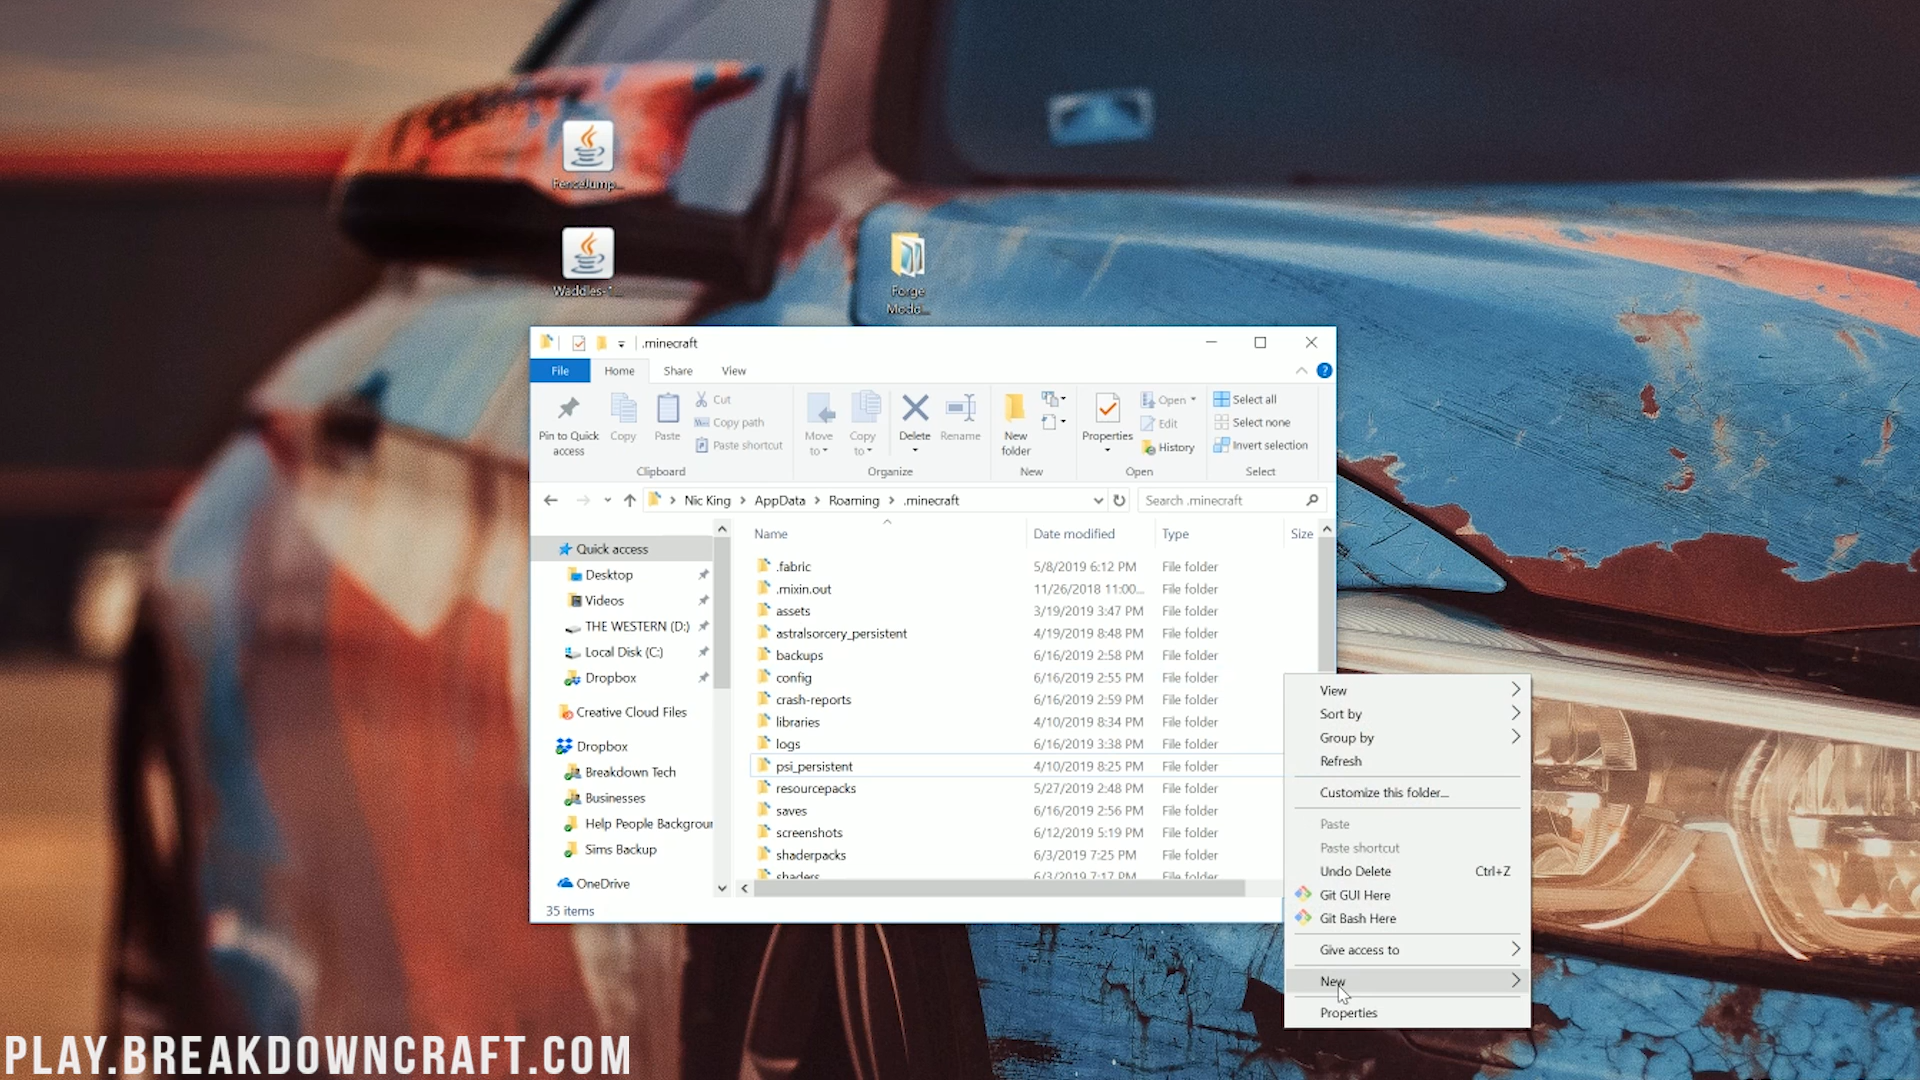 FenceJump...
Waddles-1...
Forge
Modd...
.minecraft
File
Home
Share
View
Pin to Quick
access
Copy
Paste
Cut
Copy path
Paste shortcut
Clipboard
Move
to
Copy
to
Delete
Rename
Organize
New
folder
New
Properties
Open
Edit
History
Open
Select all
Select none
Invert selection
Select
Nic King
AppData
Roaming
.minecraft
Search .minecraft
Quick access
Desktop
Videos
THE WESTERN (D:)
Local Disk (C:)
Dropbox
Creative Cloud Files
Dropbox
Breakdown Tech
Businesses
Help People Backgrour
Sims Backup
OneDrive
Name Date modified Type Size
.fabric 5/8/2019 6:12 PM File folder
.mixin.out 11/26/2018 11:00... File folder
assets 3/19/2019 3:47 PM File folder
astralsorcery_persistent 4/19/2019 8:48 PM File folder
backups 6/16/2019 2:58 PM File folder
config 6/16/2019 2:55 PM File folder
crash-reports 6/16/2019 2:59 PM File folder
libraries 4/10/2019 8:34 PM File folder
logs 6/16/2019 3:38 PM File folder
psi_persistent 4/10/2019 8:25 PM File folder
resourcepacks 5/27/2019 2:48 PM File folder
saves 6/16/2019 2:56 PM File folder
screenshots 6/12/2019 5:19 PM File folder
shaderpacks 6/3/2019 7:25 PM File folder
shaders 6/3/2019 7:17 PM File folder
35 items
View
Sort by
Group by
Refresh
Customize this folder...
Paste
Paste shortcut
Undo Delete Ctrl+Z
Git GUI Here
Git Bash Here
Give access to
New
Properties
PLAY.BREAKDOWNCRAFT.COM